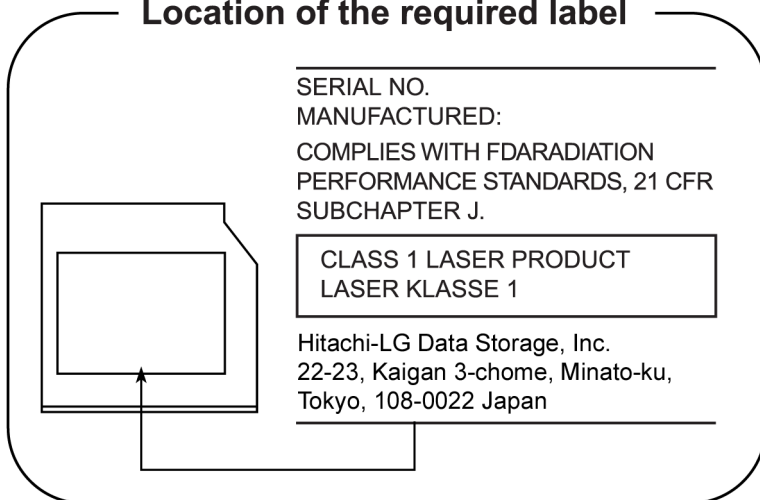 Location of the required label
SERIAL NO.
MANUFACTURED:
COMPLIES WITH FDARADIATION
PERFORMANCE STANDARDS, 21 CFR
SUBCHAPTER J.
CLASS 1 LASER PRODUCT
LASER KLASSE 1
Hitachi-LG Data Storage, Inc.
22-23, Kaigan 3-chome, Minato-ku,
Tokyo, 108-0022 Japan